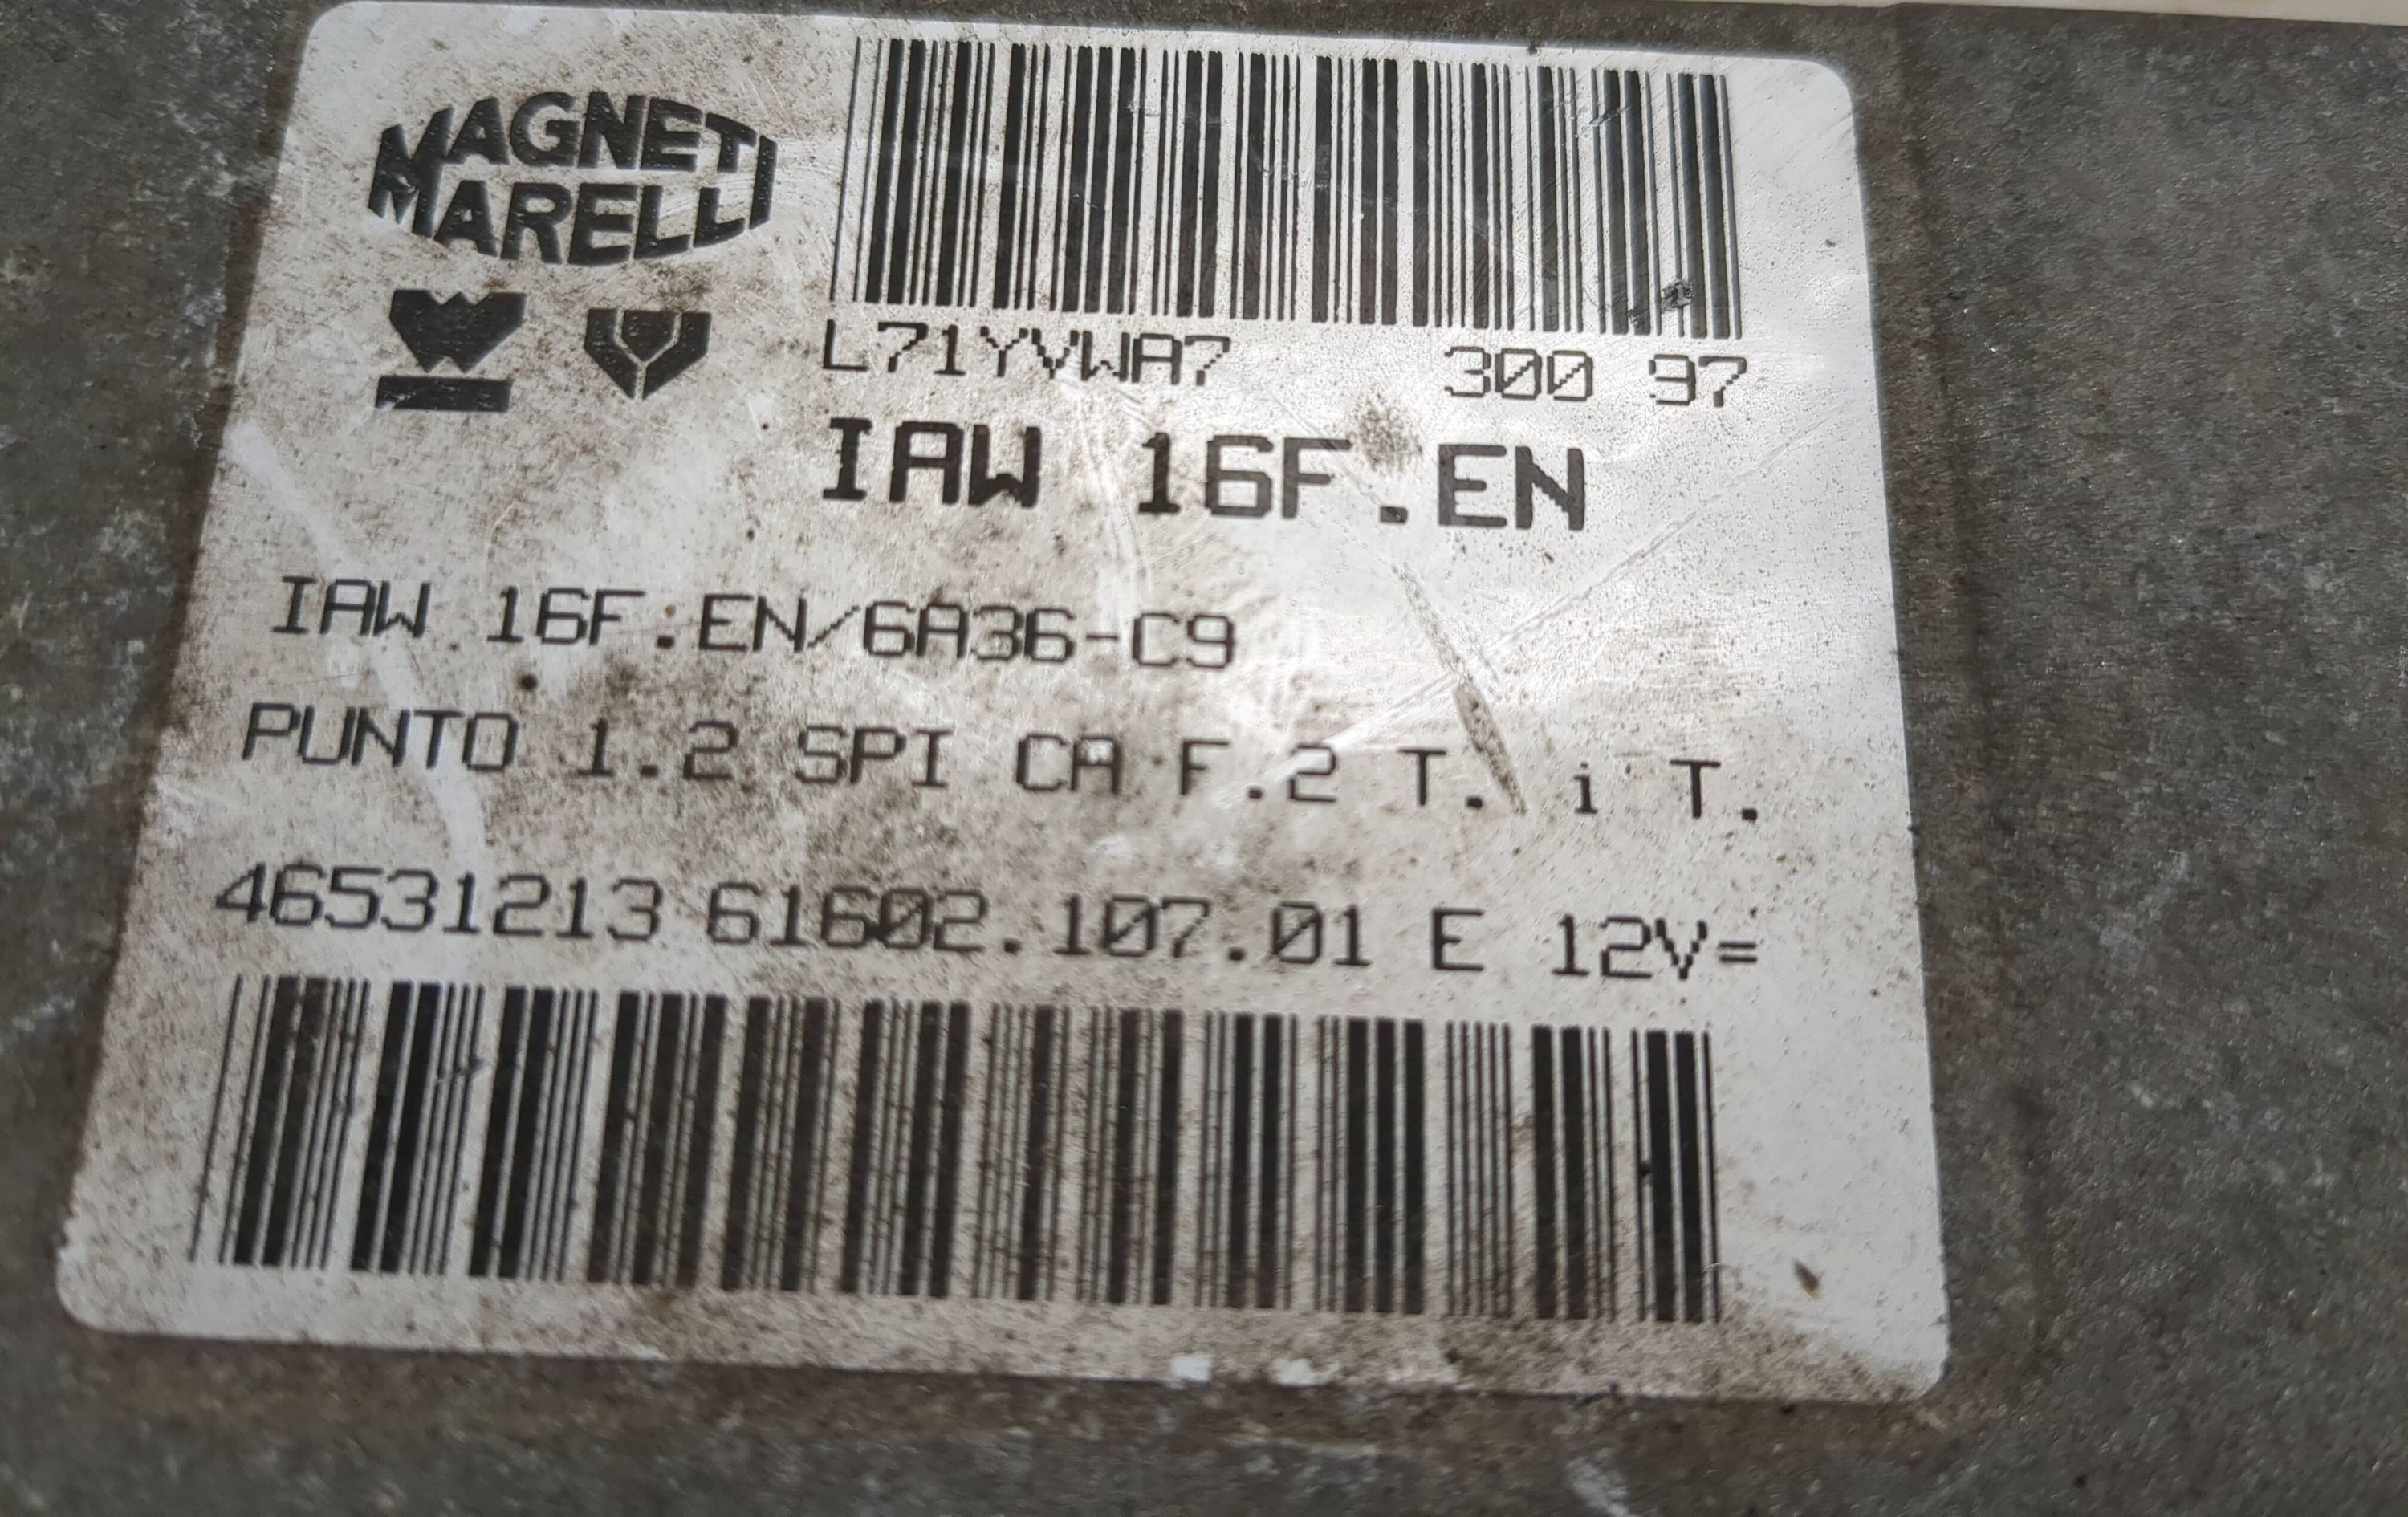 MAGNETI
MARELLI
L71YVWA7 300 97
IAW 16F.EN
IAW 16F.EN/6A36-C9
PUNTO 1.2 SPI CA F.2 T. i T.
46531213 61602.107.01 E 12V=